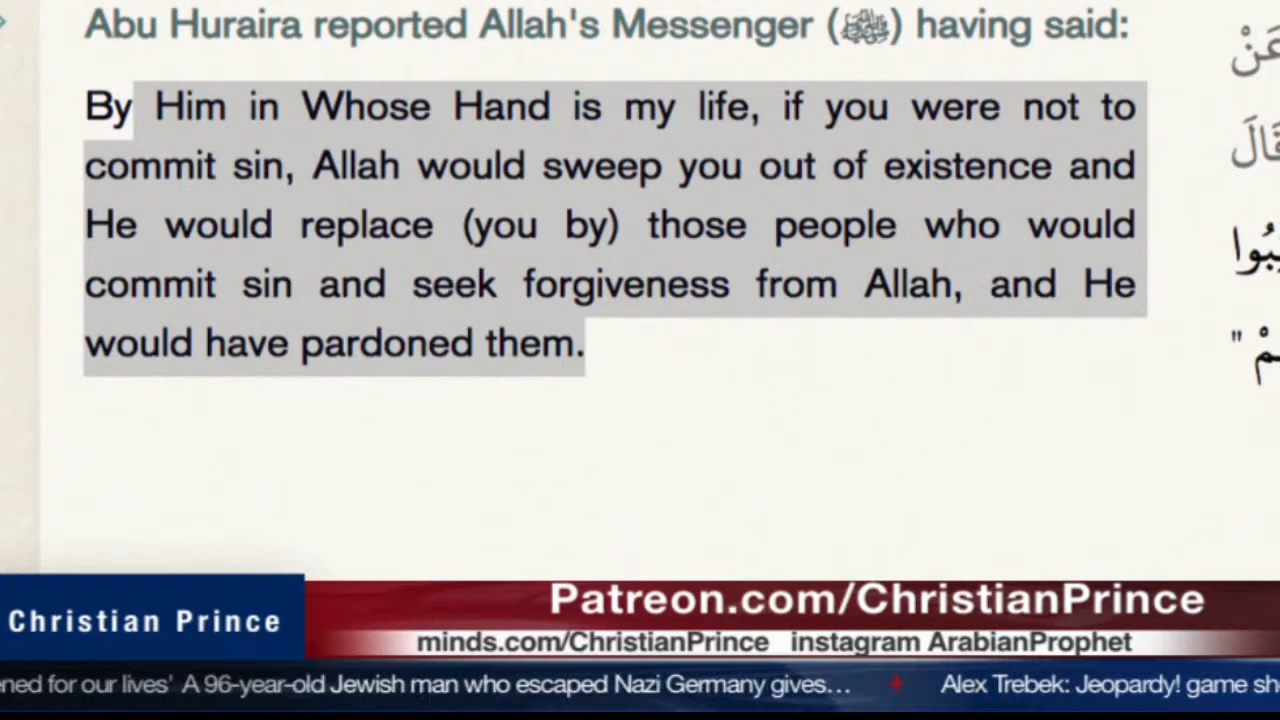 Abu Huraira reported Allah's Messenger (ﷺ) having said:
By Him in Whose Hand is my life, if you were not to
commit sin, Allah would sweep you out of existence and
He would replace (you by) those people who would
commit sin and seek forgiveness from Allah, and He
would have pardoned them.
عَنْ
قَالَ
Christian Prince
Patreon.com/ChristianPrince
minds.com/ChristianPrince instagram ArabianProphet
ened for our lives' A 96-year-old Jewish man who escaped Nazi Germany gives...
Alex Trebek: Jeopardy! game sh